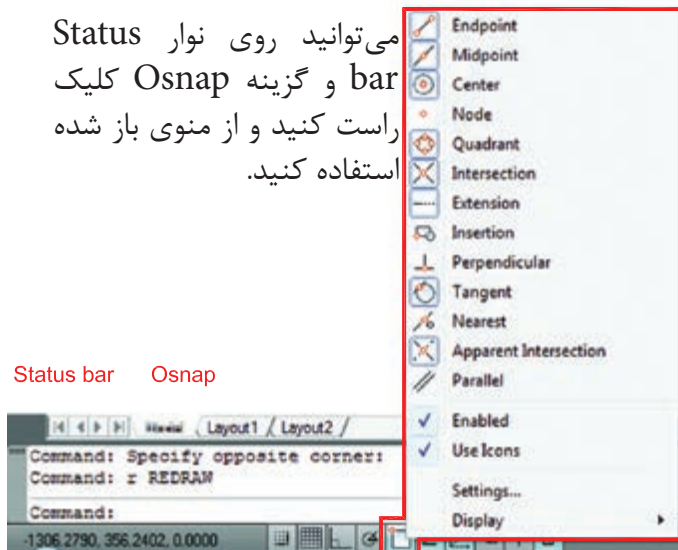 می‌توانید روی نوار Status
bar و گزینه Osnap کلیک
راست کنید و از منوی باز شده
استفاده کنید.
Endpoint
Midpoint
Center
Node
Quadrant
Intersection
Extension
Insertion
Perpendicular
Tangent
Nearest
Apparent Intersection
Parallel
Enabled
Use Icons
Settings...
Display
Status bar Osnap
Model Layout1 Layout2
Command: Specify opposite corner:
Command: r REDRAW
Command:
-1306.2790, 356.2402, 0.0000